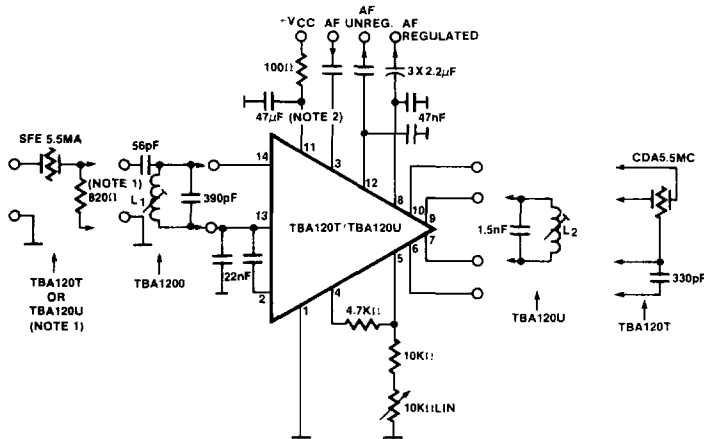 AF
+VCC AF UNREG. AF
REGULATED
100Ω
3 X 2.2μF
47μF (NOTE 2)
47nF
SFE 5.5MA
56pF
11
3
12
8
CDA5.5MC
14
(NOTE 1)
820Ω
L1
390pF
10
9
13
TBA120T/TBA120U
7
1.5nF
L2
6
22nF
5
2
4
330pF
TBA120T
OR
TBA120U
(NOTE 1)
TBA1200
1
4.7KΩ
TBA120U
TBA120T
10KΩ
10KΩLIN